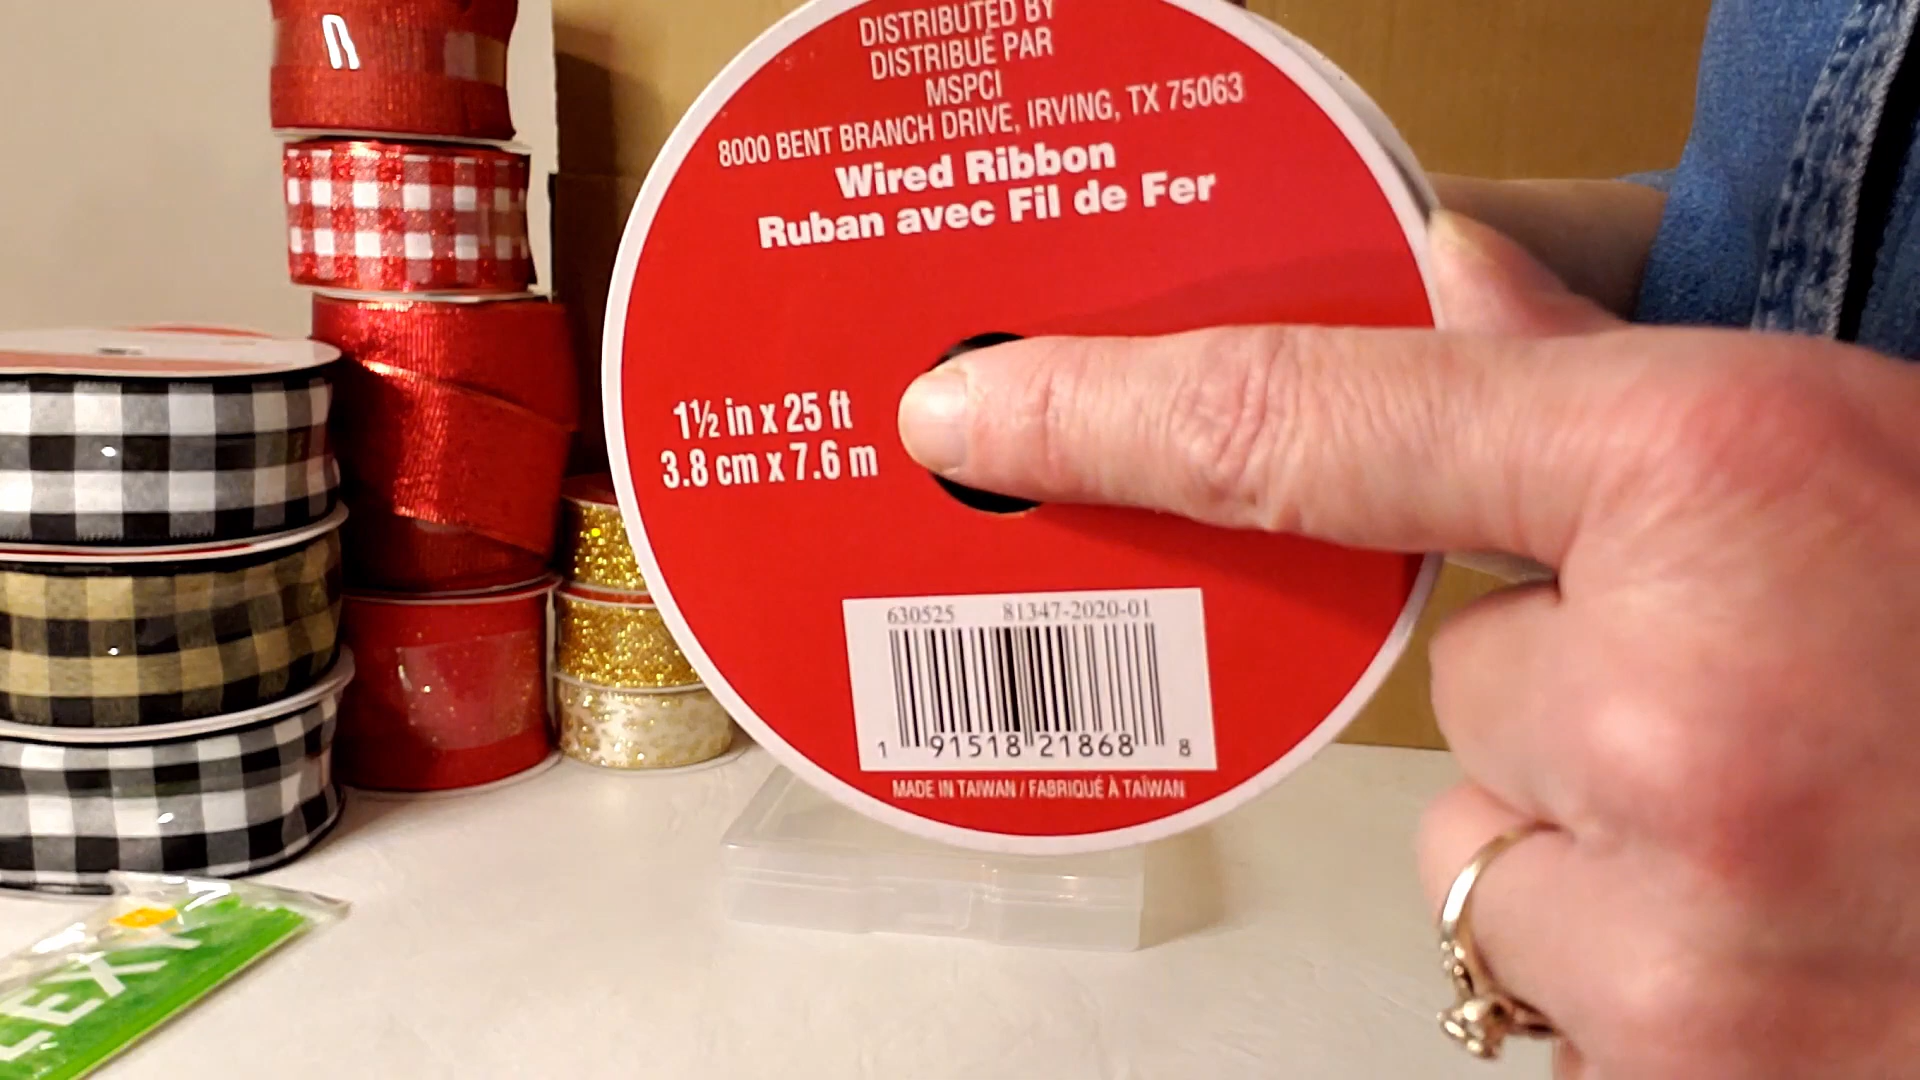 DISTRIBUTED BY
DISTRIBUÉ PAR
MSPCI
8000 BENT BRANCH DRIVE, IRVING, TX 75063
Wired Ribbon
Ruban avec Fil de Fer
1½ in x 25 ft
3.8 cm x 7.6 m
630525 81347-2020-01
1 91518 21868 8
MADE IN TAIWAN / FABRIQUÉ À TAÏWAN